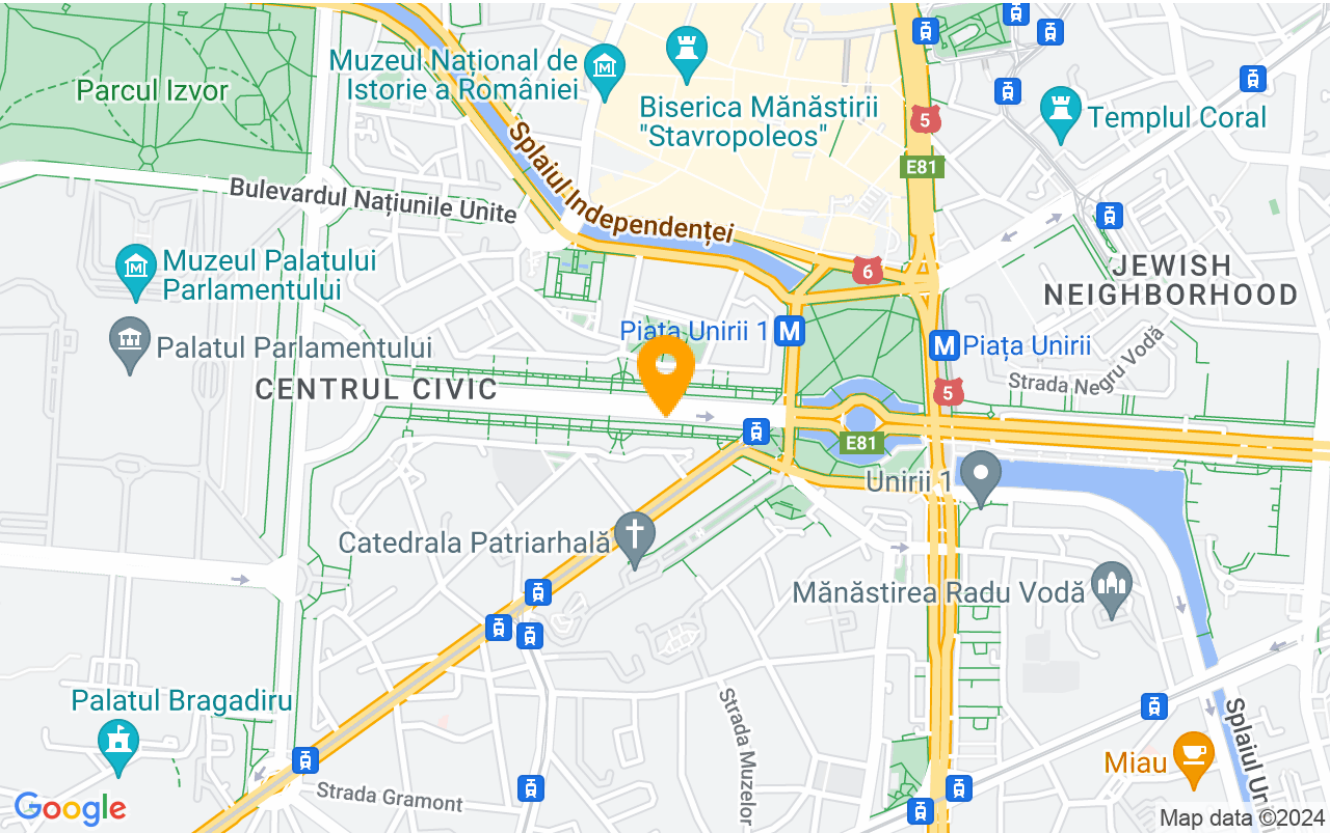 Muzeul Național de
Istorie a României
Parcul Izvor
Biserica Mănăstirii
"Stavropoleos"
Templul Coral
5
E81
Splaiul Independenței
Bulevardul Națiunile Unite
Muzeul Palatului
Parlamentului
6
JEWISH
NEIGHBORHOOD
Piața Unirii 1
M
M
Piața Unirii
Palatul Parlamentului
CENTRUL CIVIC
Strada Negru Vodă
5
E81
Unirii 1
Catedrala Patriarhală
Mănăstirea Radu Vodă
Palatul Bragadiru
Strada Muzelor
Splaiul Un
Miau
Strada Gramont
Google
Map data ©2024